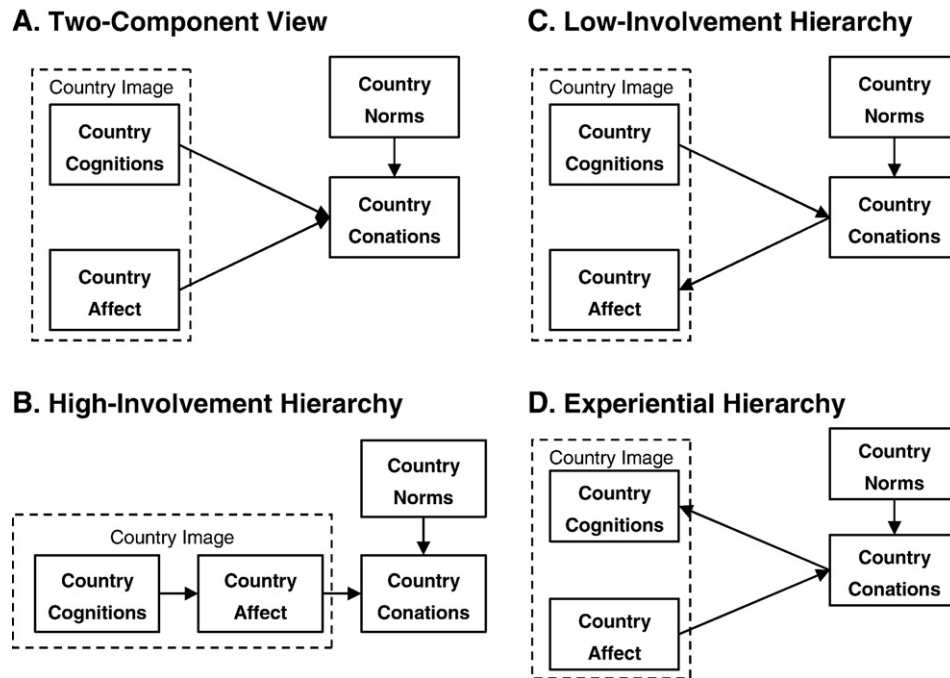 A. Two-Component View
Country Image
Country
Cognitions
Country
Affect
Country
Norms
Country
Conations
B. High-Involvement Hierarchy
Country Image
Country
Cognitions
Country
Affect
Country
Norms
Country
Conations
C. Low-Involvement Hierarchy
Country Image
Country
Cognitions
Country
Affect
Country
Norms
Country
Conations
D. Experiential Hierarchy
Country Image
Country
Cognitions
Country
Affect
Country
Norms
Country
Conations